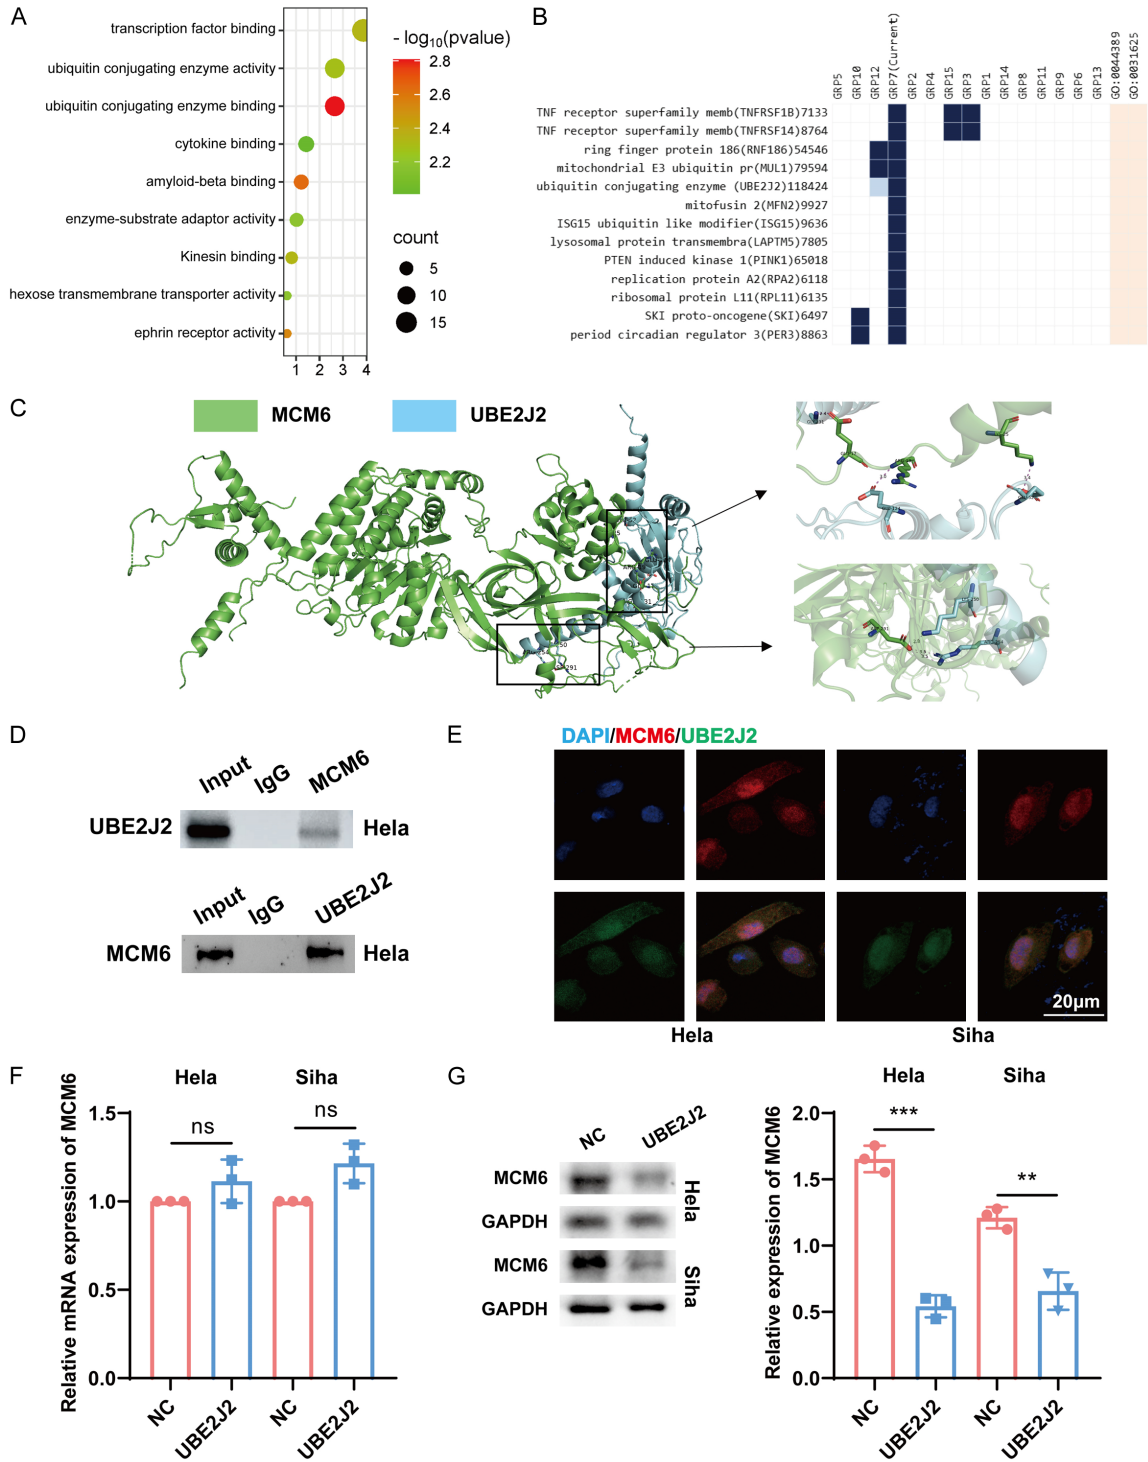 A
transcription factor binding
ubiquitin conjugating enzyme activity
ubiquitin conjugating enzyme binding
cytokine binding
amyloid-beta binding
enzyme-substrate adaptor activity
Kinesin binding
hexose transmembrane transporter activity
ephrin receptor activity
1 2 3 4
- log10(pvalue)
2.8
2.6
2.4
2.2
count
5
10
15
B
GRP5
GRP10
GRP12
GRP7(Current)
GRP2
GRP4
GRP15
GRP3
GRP1
GRP14
GRP8
GRP11
GRP9
GRP6
GRP13
GO:0044389
GO:0031625
TNF receptor superfamily memb(TNFRSF1B)7133
TNF receptor superfamily memb(TNFRSF14)8764
ring finger protein 186(RNF186)54546
mitochondrial E3 ubiquitin pr(MUL1)79594
ubiquitin conjugating enzyme (UBE2J2)118424
mitofusin 2(MFN2)9927
ISG15 ubiquitin like modifier(ISG15)9636
lysosomal protein transmembra(LAPTM5)7805
PTEN induced kinase 1(PINK1)65018
replication protein A2(RPA2)6118
ribosomal protein L11(RPL11)6135
SKI proto-oncogene(SKI)6497
period circadian regulator 3(PER3)8863
C
MCM6
UBE2J2
D
Input IgG MCM6
UBE2J2 Hela
Input IgG UBE2J2
MCM6 Hela
E
DAPI/MCM6/UBE2J2
20μm
Hela Siha
F
Hela Siha
Relative mRNA expression of MCM6
1.5
1.0
0.5
0.0
ns ns
NC UBE2J2 NC UBE2J2
G
NC UBE2J2
MCM6
GAPDH
Hela
MCM6
GAPDH
Siha
Hela Siha
Relative expression of MCM6
2.0
1.5
1.0
0.5
0.0
*** **
NC UBE2J2 NC UBE2J2